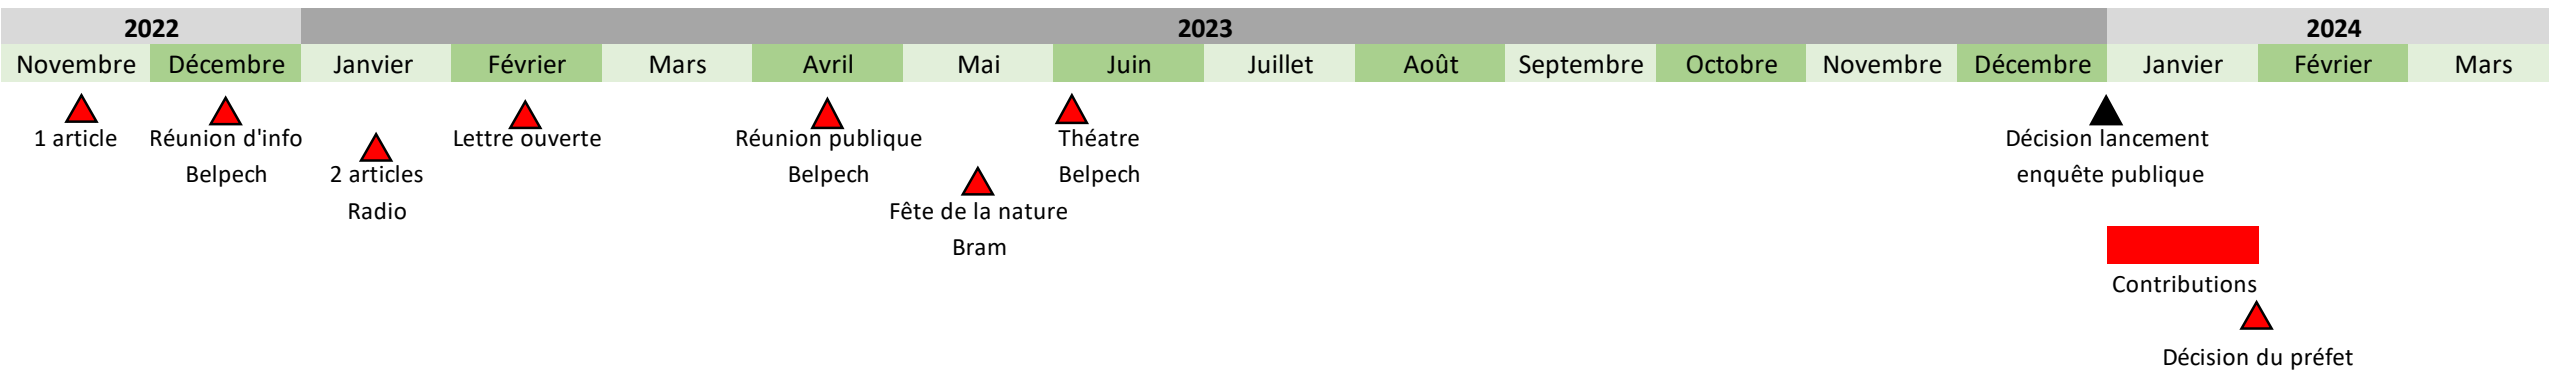 2022 2023 2024
Novembre Décembre Janvier Février Mars Avril Mai Juin Juillet Août Septembre Octobre Novembre Décembre Janvier Février Mars
1 article
Réunion d'info
Belpech
2 articles
Radio
Lettre ouverte
Réunion publique
Belpech
Fête de la nature
Bram
Théatre
Belpech
Décision lancement
enquête publique
Contributions
Décision du préfet